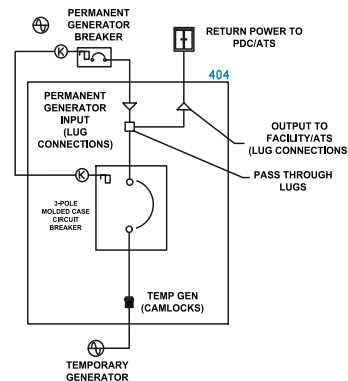 PERMANENT
GENERATOR
BREAKER
RETURN POWER TO
PDC/ATS
K
404
PERMANENT
GENERATOR
INPUT
(LUG
CONNECTIONS)
OUTPUT TO
FACILITY/ATS
(LUG CONNECTIONS
PASS THROUGH
LUGS
K
3-POLE
MOLDED CASE
CIRCUIT
BREAKER
TEMP GEN
(CAMLOCKS)
TEMPORARY
GENERATOR